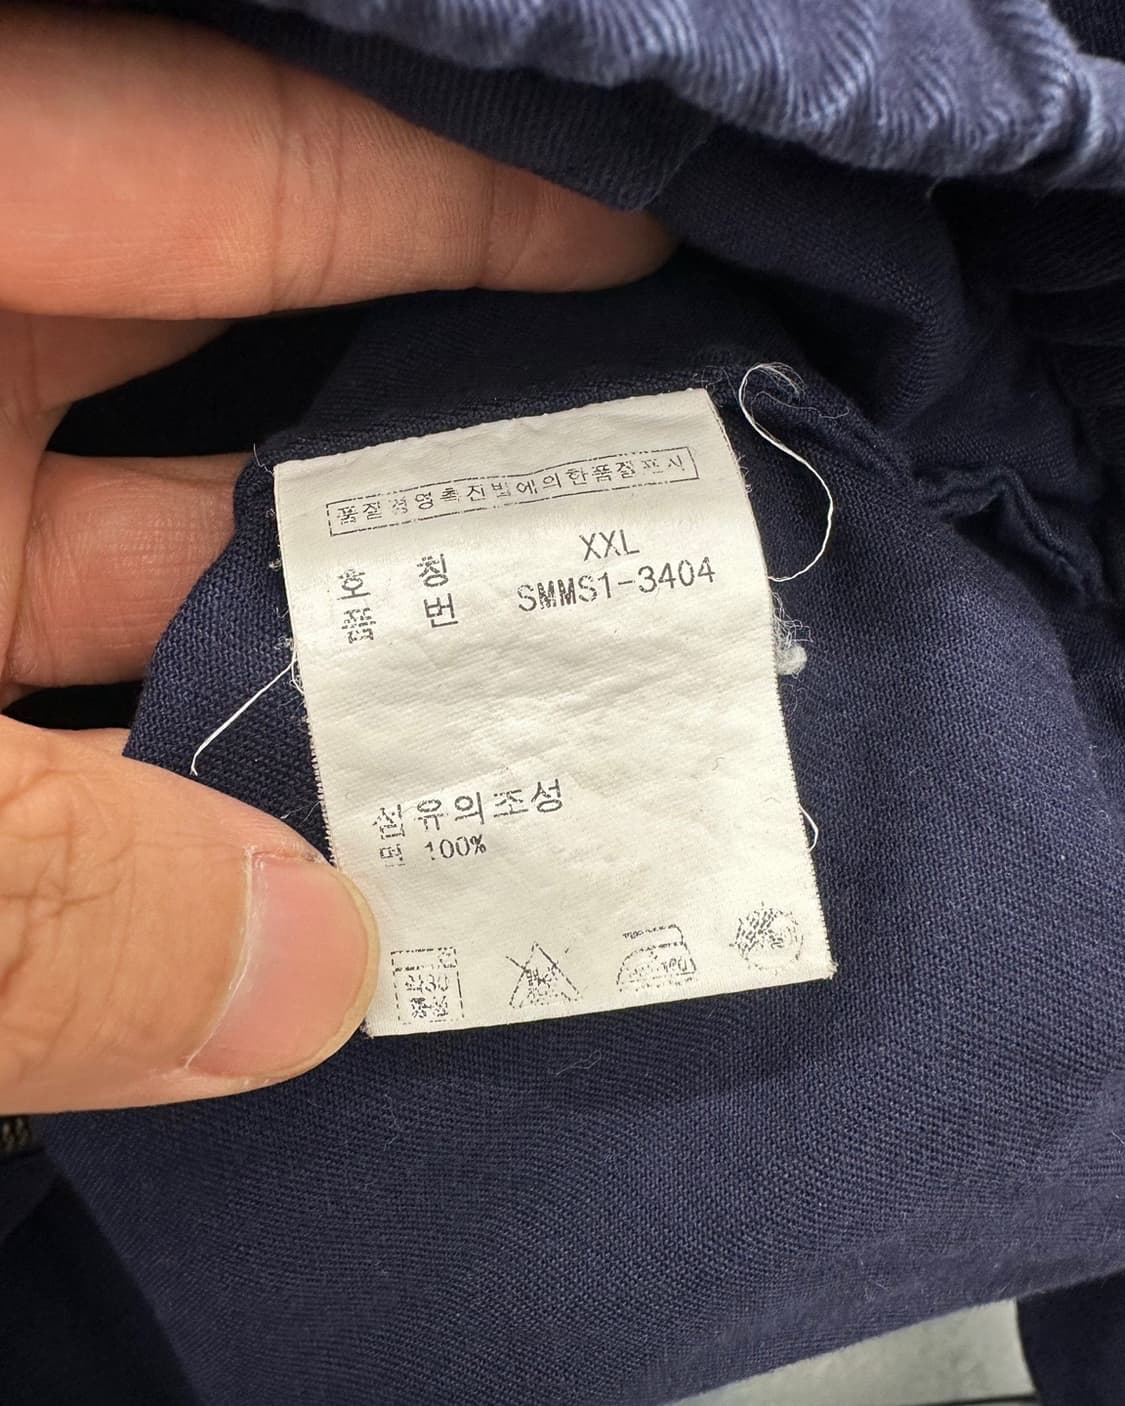 품질경영촉진법에의한품질표시
호 칭 XXL
품 번 SMMS1-3404
섬유의조성
면 100%